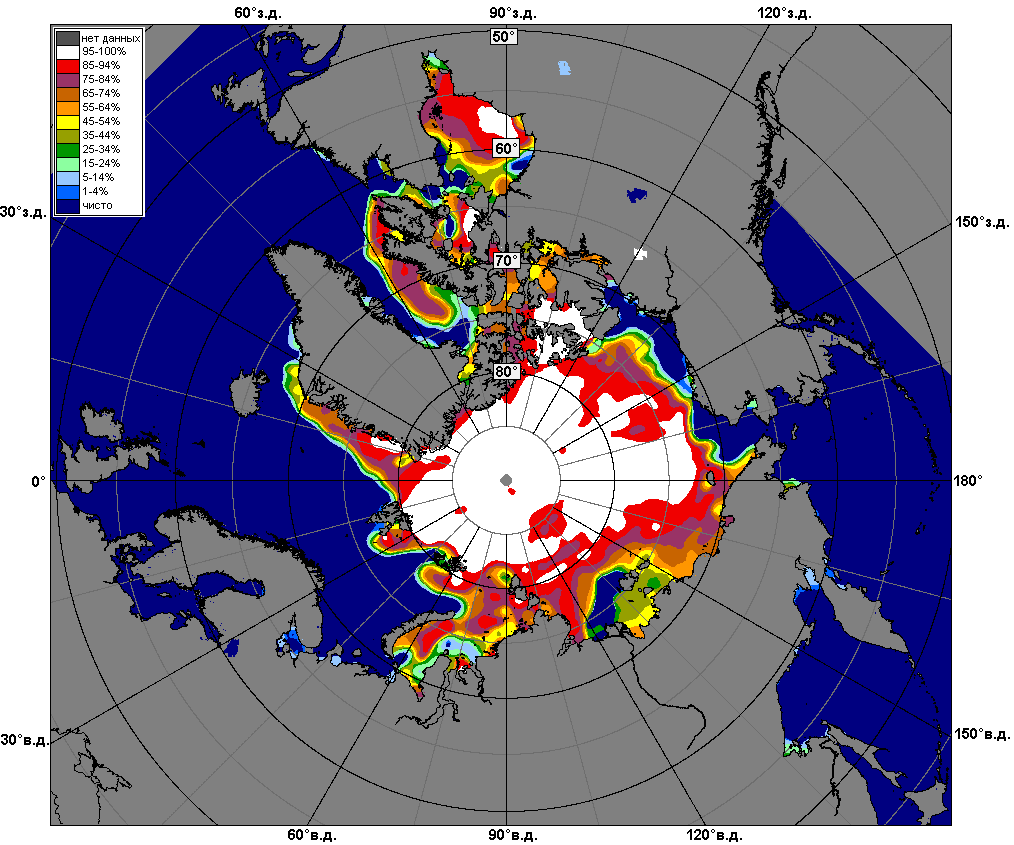 60°з.д.
90°з.д.
120°з.д.
50°
нет данных
95-100%
85-94%
75-84%
65-74%
55-64%
45-54%
35-44%
25-34%
15-24%
5-14%
1-4%
чисто
60°
30°з.д.
150°з.д.
70°
80°
0°
180°
30°в.д.
150°в.д.
60°в.д.
90°в.д.
120°в.д.